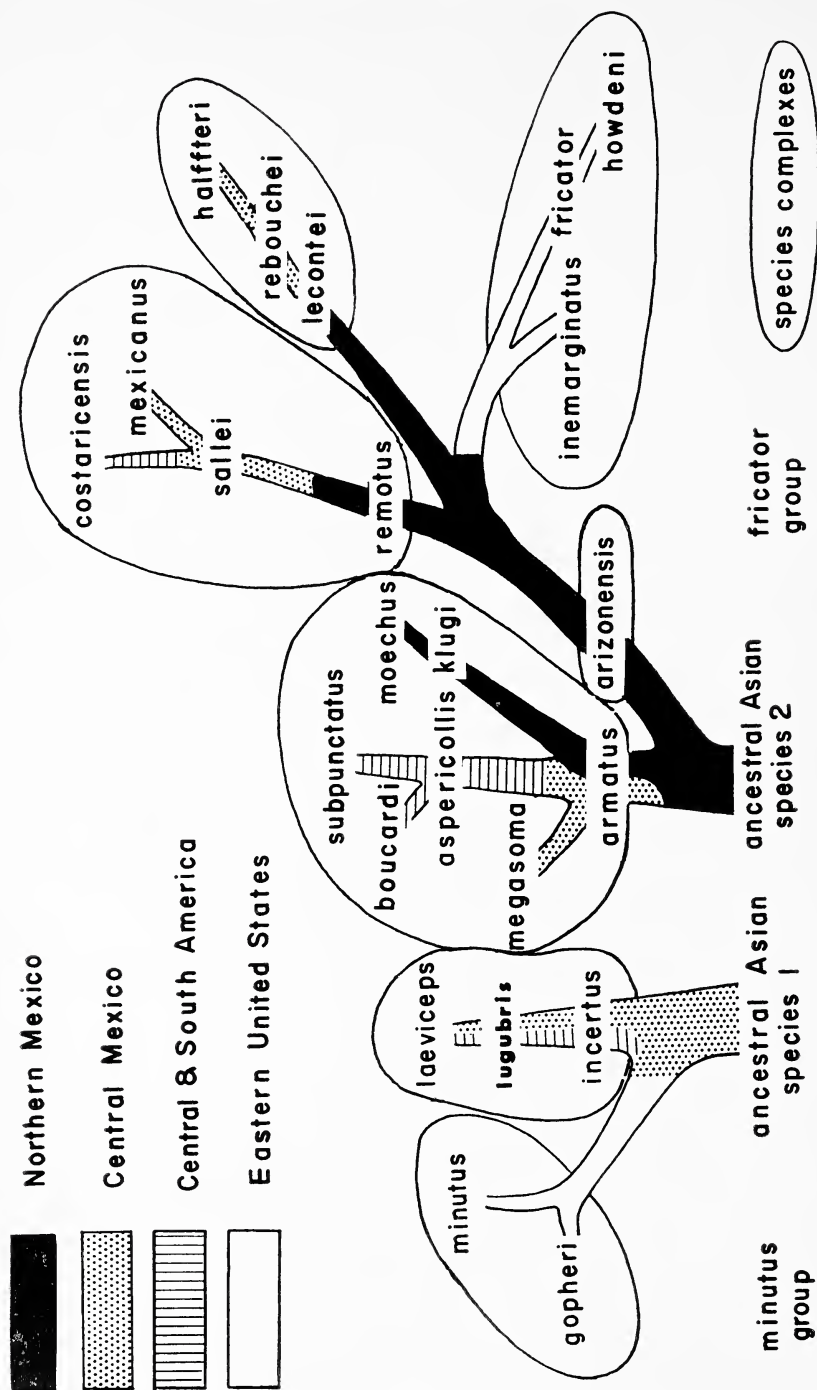 Northern Mexico
Central Mexico
Central & South America
Eastern United States
costaricensis
mexicanus
sallei
remotus
halffteri
rebouchei
lecontei
fricator
howdeni
inemarginatus
subpunctatus
moechus
boucardi
aspericollis klugi
megasoma
armatus
arizonensis
laeviceps
lugubris
incertus
minutus
gopheri
minutus
group
ancestral Asian
species 1
ancestral Asian
species 2
fricator
group
species complexes